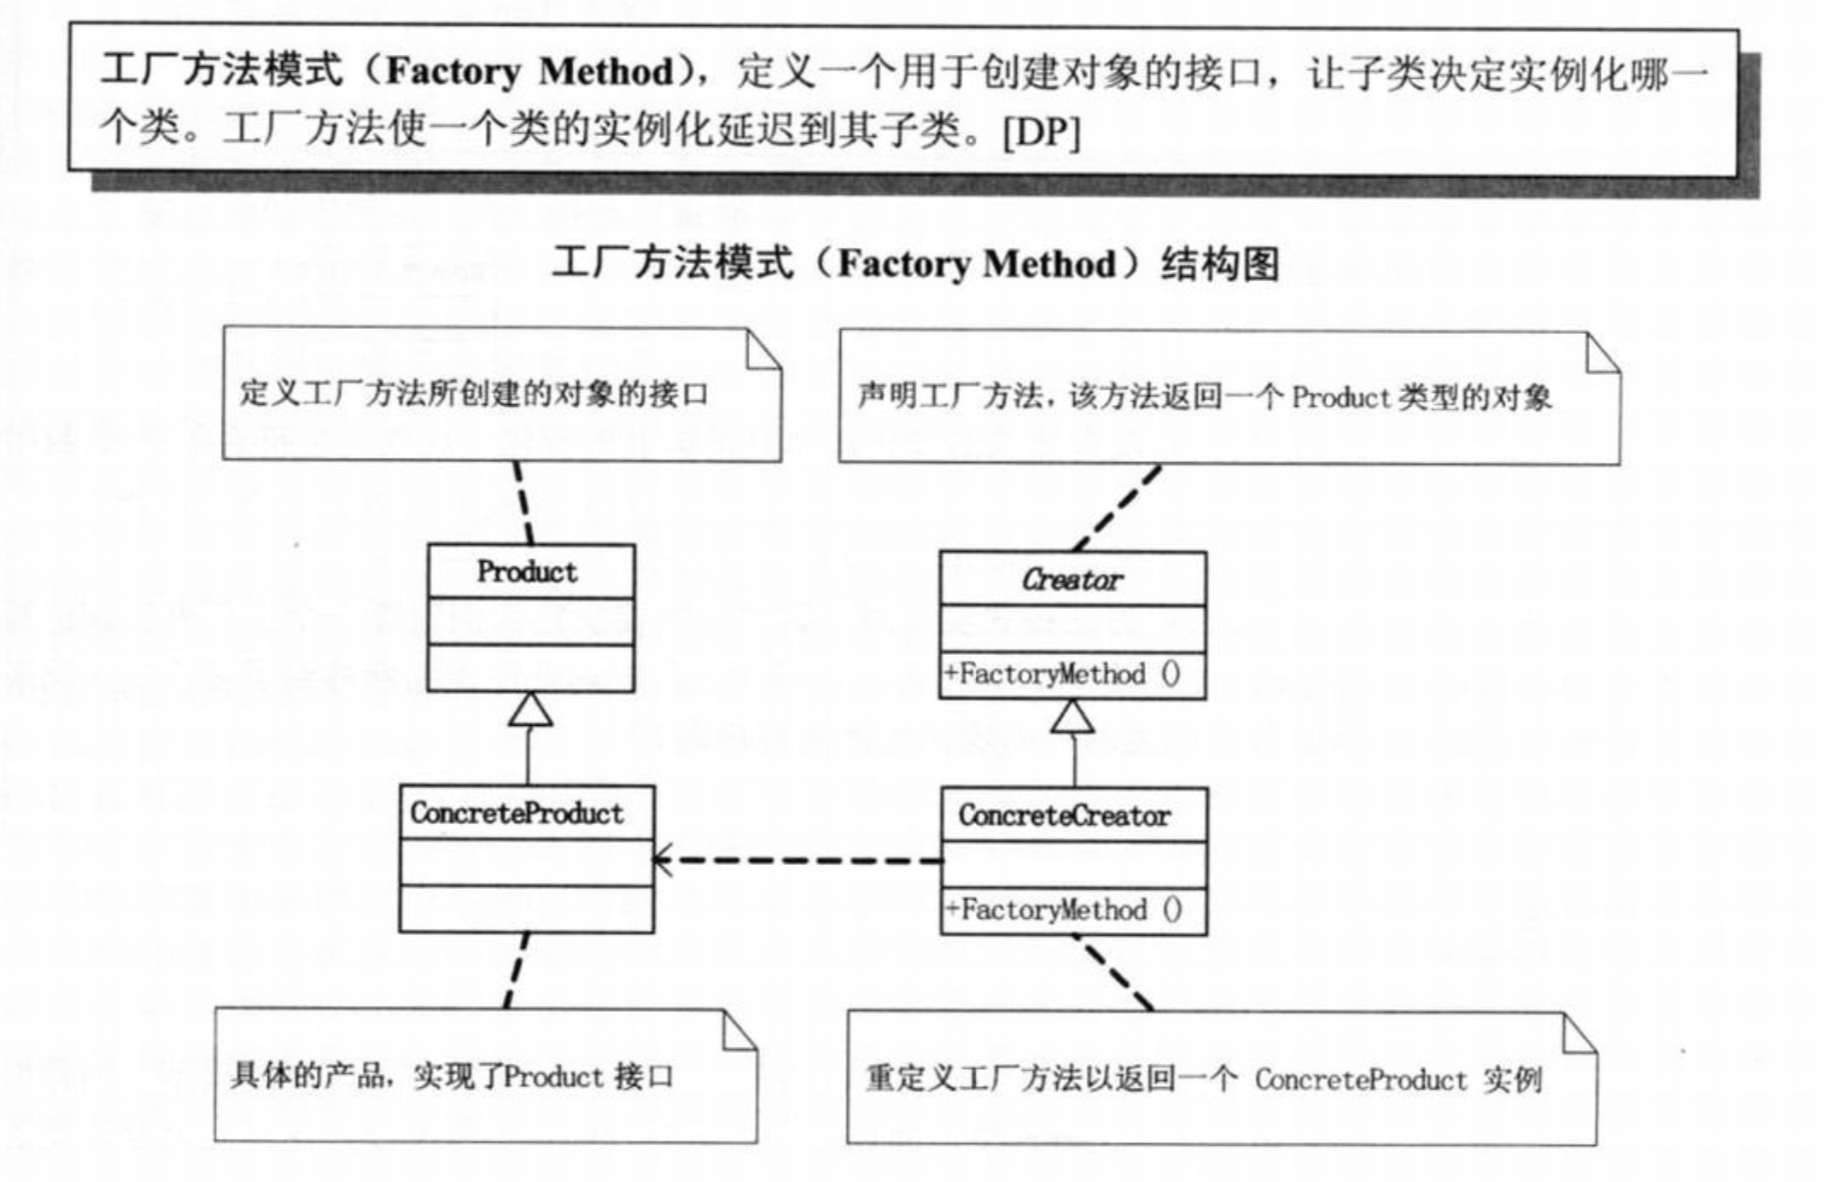 工厂方法模式（Factory Method），定义一个用于创建对象的接口，让子类决定实例化哪一
个类。工厂方法使一个类的实例化延迟到其子类。[DP]
工厂方法模式（Factory Method）结构图
定义工厂方法所创建的对象的接口
声明工厂方法，该方法返回一个Product类型的对象
Product
Creator
+FactoryMethod ()
ConcreteProduct
ConcreteCreator
+FactoryMethod ()
具体的产品，实现了Product 接口
重定义工厂方法以返回一个 ConcreteProduct 实例